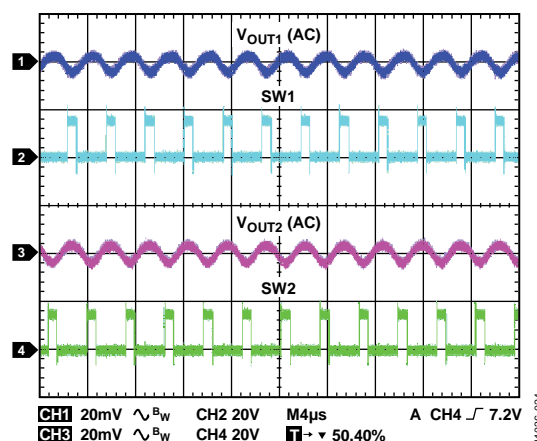 VOUT1 (AC)
1
SW1
2
VOUT2 (AC)
3
SW2
4
CH1 20mV ∿ BW CH2 20V M4µs A CH4 ⌡ 7.2V
CH3 20mV ∿ BW CH4 20V T→▼ 50.40%